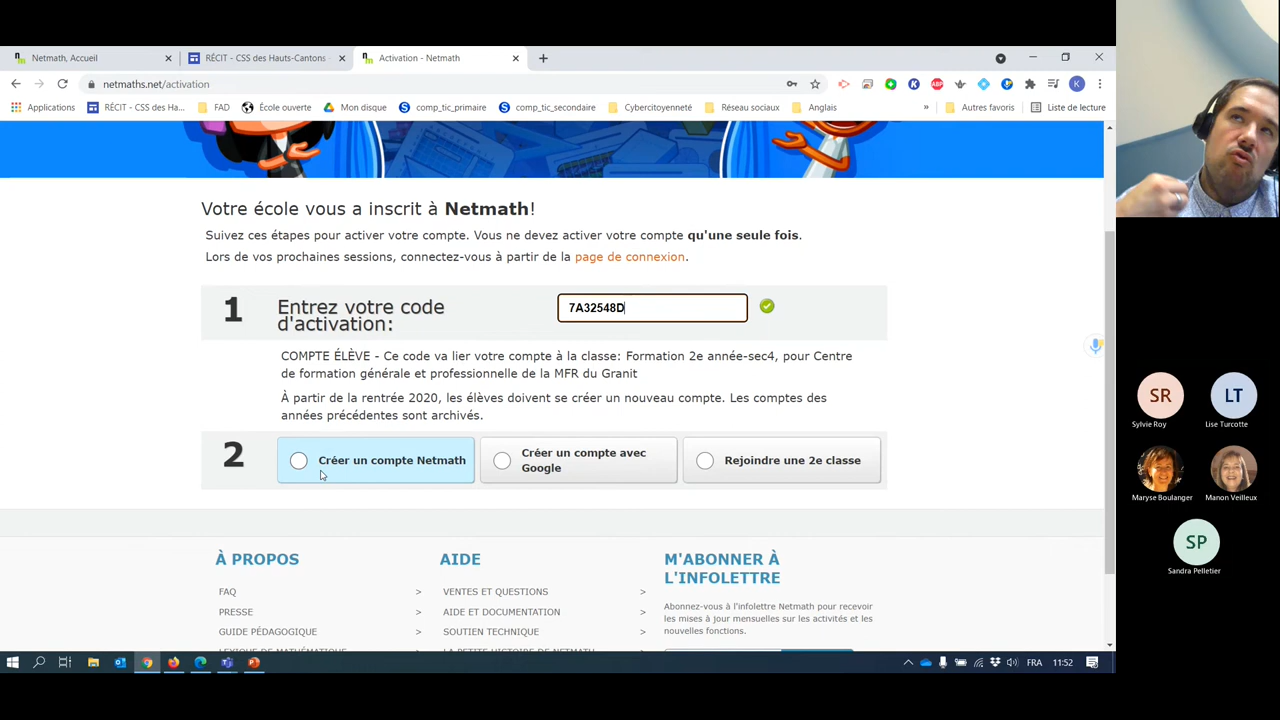 Netmath, Accueil
RÉCIT - CSS des Hauts-Cantons
Activation - Netmath
netmaths.net/activation
K
Applications
RÉCIT - CSS des Ha...
FAD
École ouverte
Mon disque
comp_tic_primaire
comp_tic_secondaire
Cybercitoyenneté
Réseau sociaux
Anglais
»
Autres favoris
Liste de lecture
Votre école vous a inscrit à Netmath!
Suivez ces étapes pour activer votre compte. Vous ne devez activer votre compte qu'une seule fois.
Lors de vos prochaines sessions, connectez-vous à partir de la page de connexion.
1
Entrez votre code
d'activation:
7A32548D
COMPTE ÉLÈVE - Ce code va lier votre compte à la classe: Formation 2e année-sec4, pour Centre
de formation générale et professionnelle de la MFR du Granit
À partir de la rentrée 2020, les élèves doivent se créer un nouveau compte. Les comptes des
années précédentes sont archivés.
2
Créer un compte Netmath
Créer un compte avec
Google
Rejoindre une 2e classe
À PROPOS
FAQ >
PRESSE >
GUIDE PÉDAGOGIQUE >
AIDE
VENTES ET QUESTIONS >
AIDE ET DOCUMENTATION >
SOUTIEN TECHNIQUE >
M'ABONNER À
L'INFOLETTRE
Abonnez-vous à l'infolettre Netmath pour recevoir
les mises à jour mensuelles sur les activités et les
nouvelles fonctions.
FRA
11:52
SR
Sylvie Roy
LT
Lise Turcotte
Maryse Boulanger
Manon Veilleux
SP
Sandra Pelletier